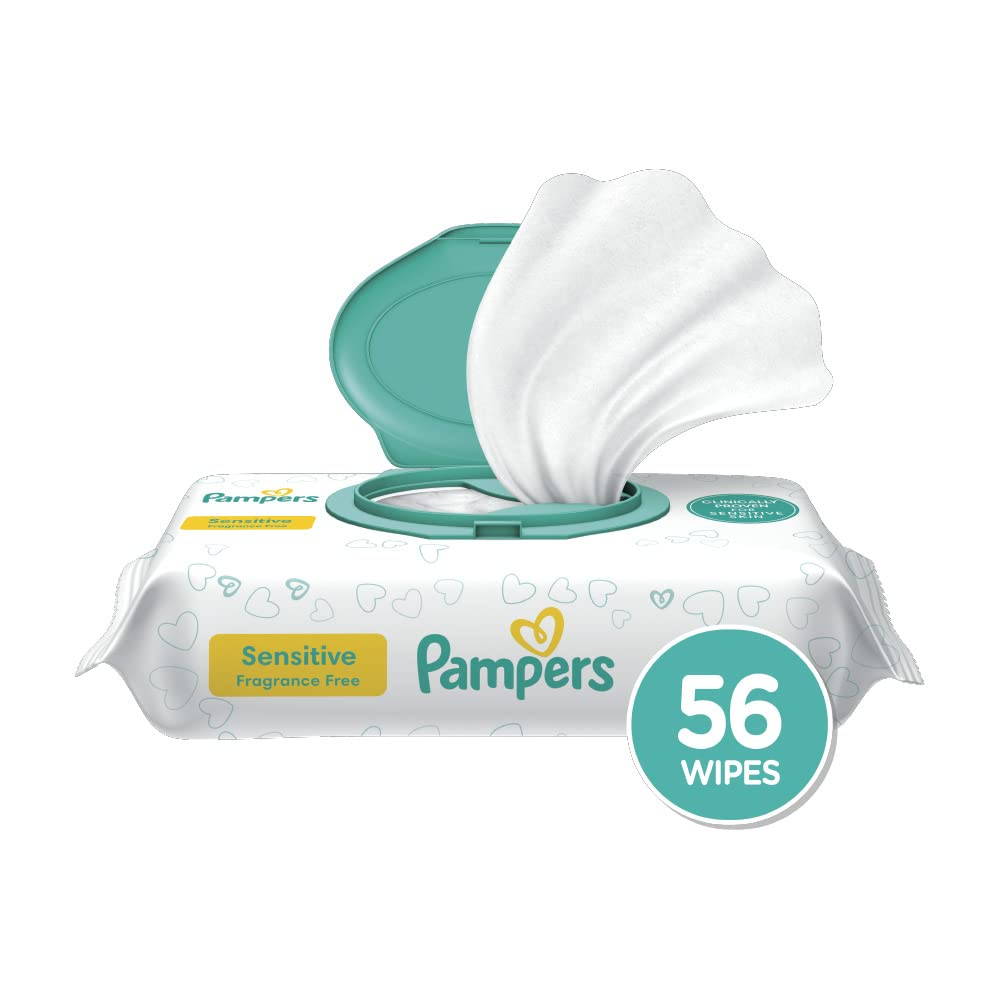 Pampers
Sensitive
Fragrance Free
CLINICALLY
PROVEN
FOR
SENSITIVE
SKIN
Sensitive
Fragrance Free
Pampers
56
WIPES